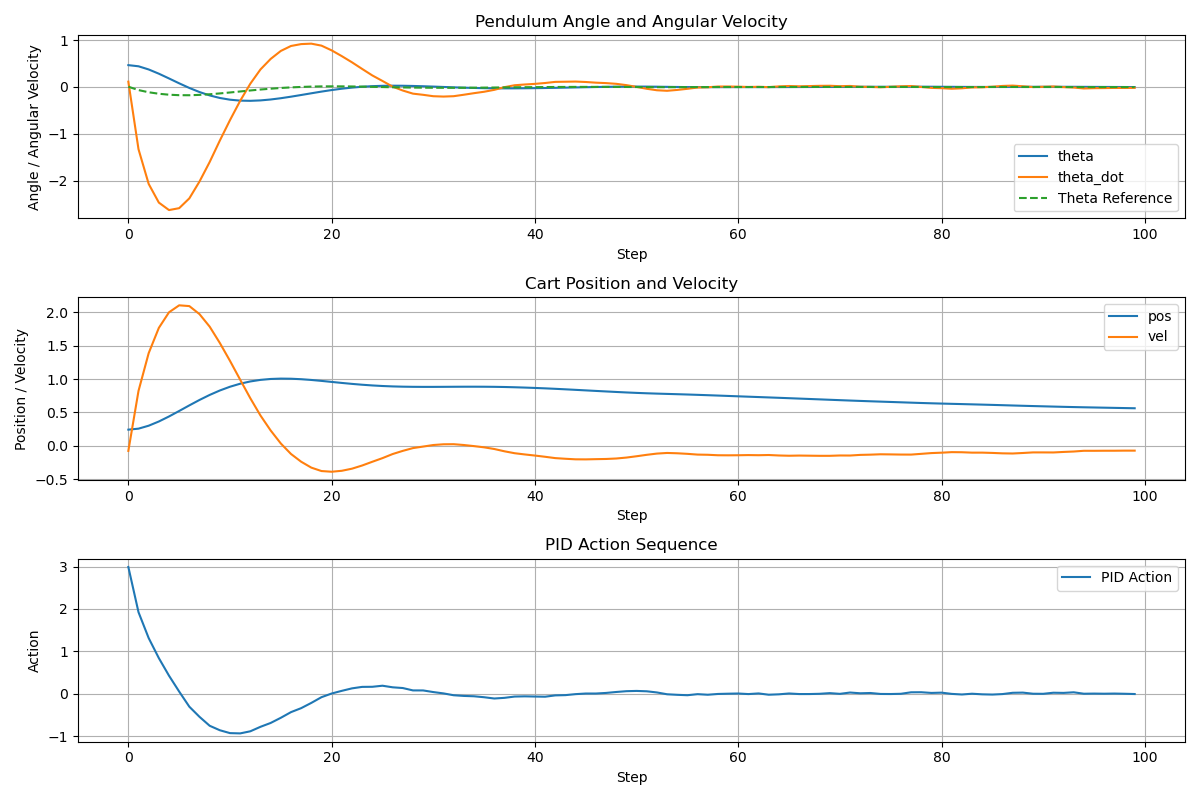 Pendulum Angle and Angular Velocity
Angle / Angular Velocity
1
0
−1
−2
theta
theta_dot
Theta Reference
0 20 40 60 80 100
Step
Cart Position and Velocity
Position / Velocity
2.0
1.5
1.0
0.5
0.0
−0.5
pos
vel
0 20 40 60 80 100
Step
PID Action Sequence
Action
3
2
1
0
−1
PID Action
0 20 40 60 80 100
Step